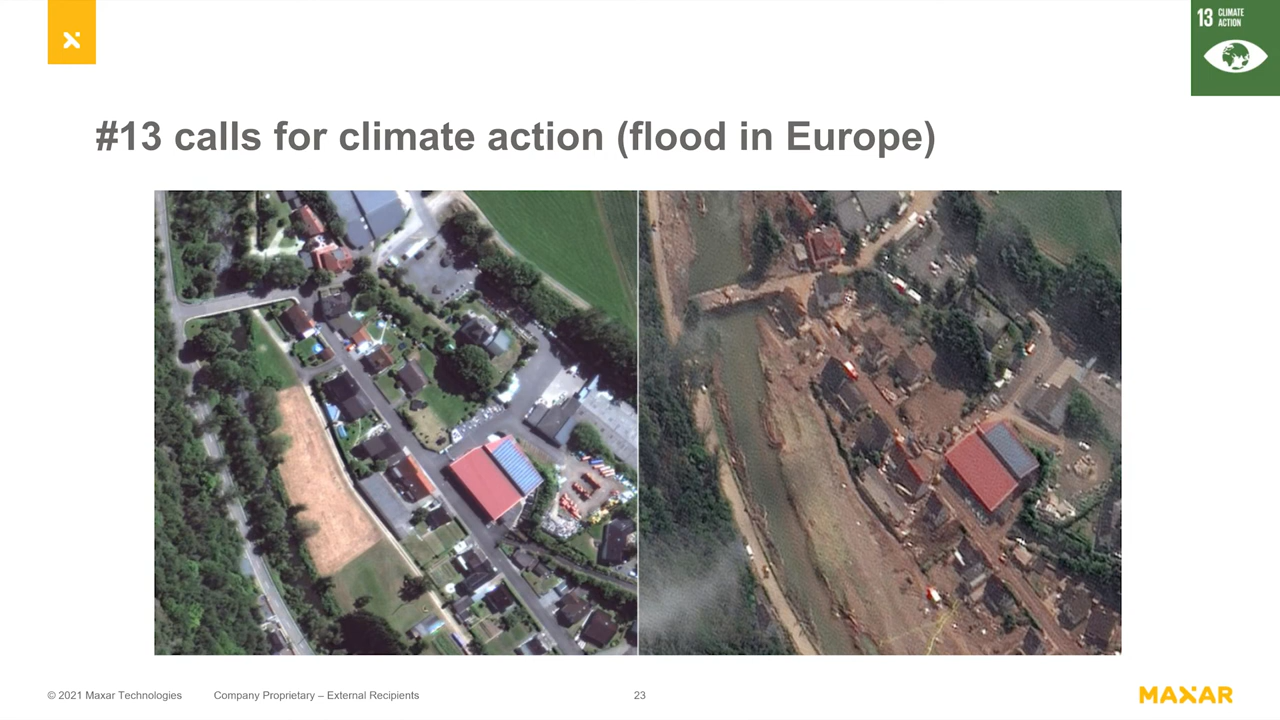 13 CLIMATE
ACTION
#13 calls for climate action (flood in Europe)
© 2021 Maxar Technologies
Company Proprietary – External Recipients
23
MAXAR